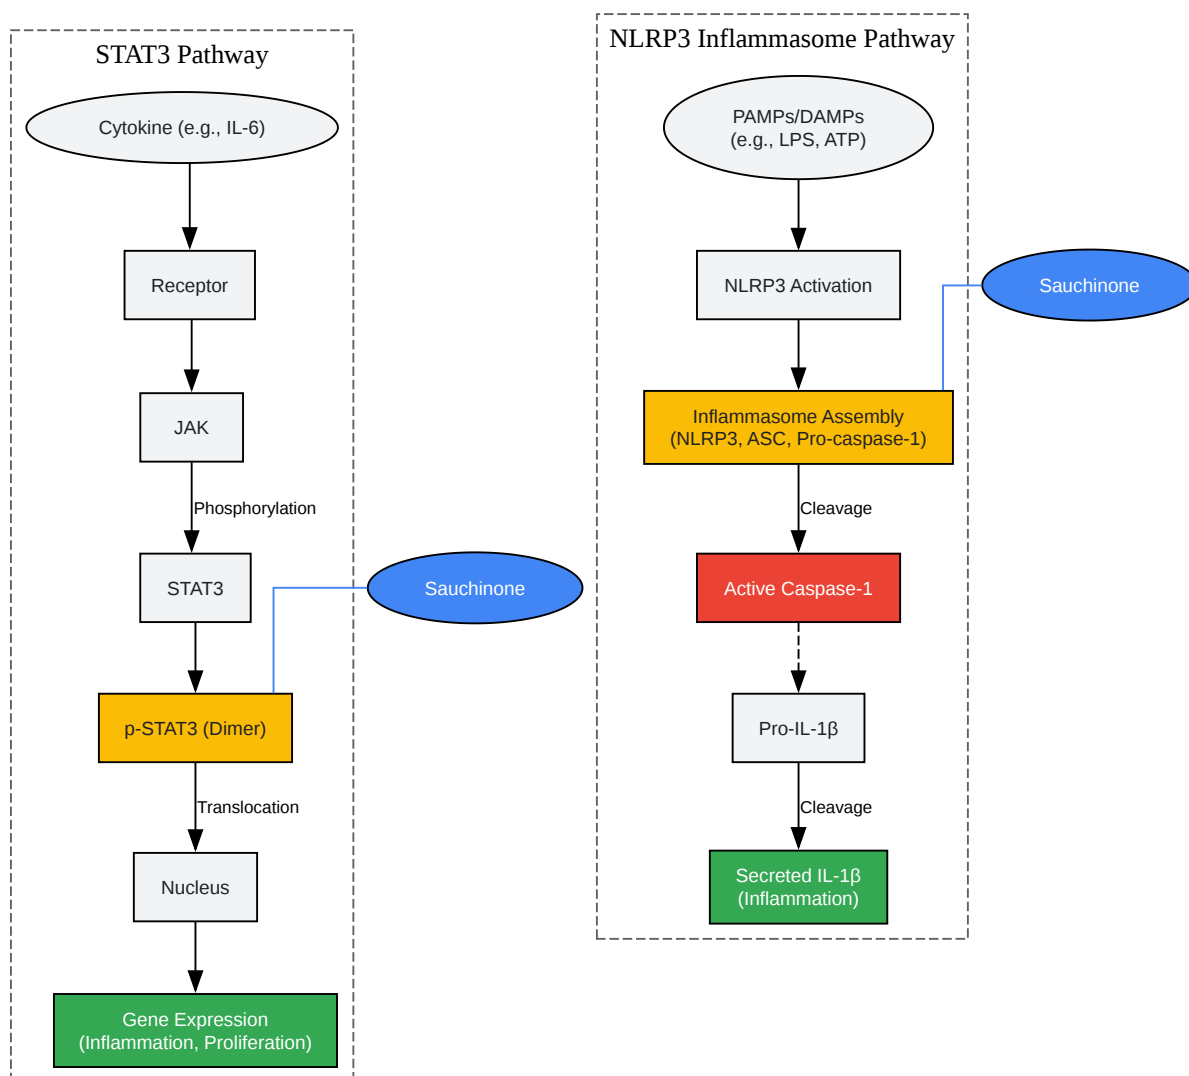 STAT3 Pathway
Cytokine (e.g., IL-6)
Receptor
JAK
Phosphorylation
STAT3
Sauchinone
p-STAT3 (Dimer)
Translocation
Nucleus
Gene Expression
(Inflammation, Proliferation)
NLRP3 Inflammasome Pathway
PAMPs/DAMPs
(e.g., LPS, ATP)
NLRP3 Activation
Sauchinone
Inflammasome Assembly
(NLRP3, ASC, Pro-caspase-1)
Cleavage
Active Caspase-1
Pro-IL-1β
Cleavage
Secreted IL-1β
(Inflammation)